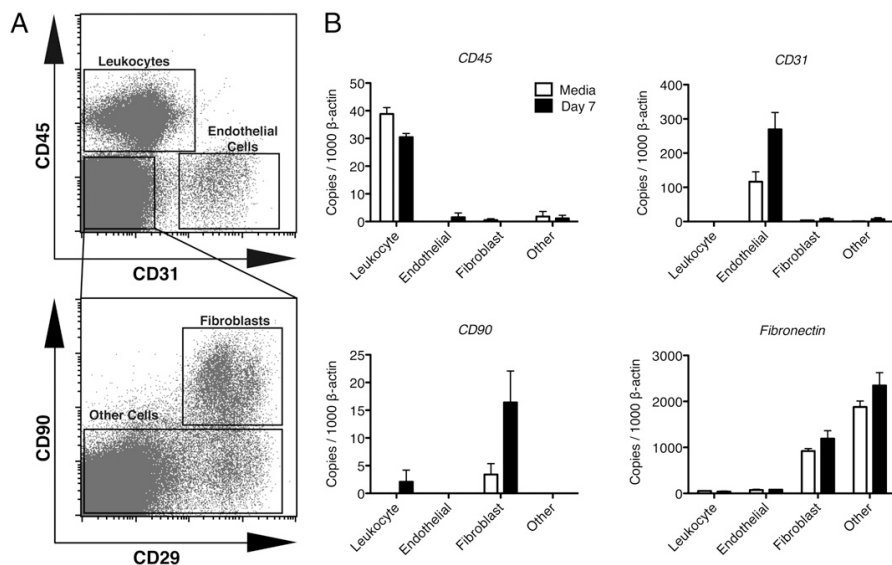 A
Leukocytes
Endothelial
Cells
CD45
CD31
Fibroblasts
Other Cells
CD90
CD29
B
CD45
Media
Day 7
Copies / 1000 β-actin
50
40
30
20
10
0
Leukocyte
Endothelial
Fibroblast
Other
CD31
Copies / 1000 β-actin
400
300
200
100
0
Leukocyte
Endothelial
Fibroblast
Other
CD90
Copies / 1000 β-actin
25
20
15
10
5
0
Leukocyte
Endothelial
Fibroblast
Other
Fibronectin
Copies / 1000 β-actin
3000
2000
1000
0
Leukocyte
Endothelial
Fibroblast
Other